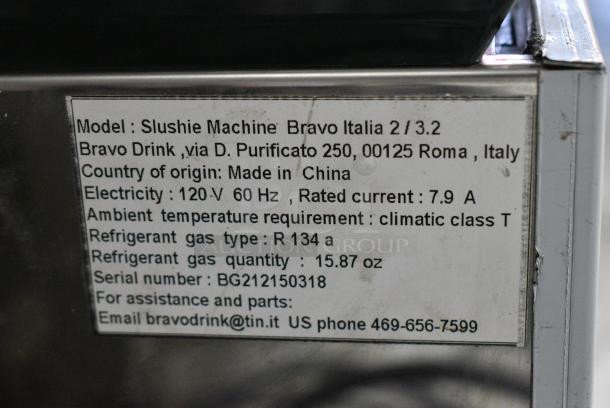 Model : Slushie Machine Bravo Italia 2 / 3.2
Bravo Drink ,via D. Purificato 250, 00125 Roma , Italy
Country of origin: Made in China
Electricity : 120 V 60 Hz , Rated current : 7.9 A
Ambient temperature requirement : climatic class T
Refrigerant gas type : R 134 a
AUCTION GROUP
Refrigerant gas quantity : 15.87 oz
Serial number : BG212150318
For assistance and parts:
Email bravodrink@tin.it US phone 469-656-7599